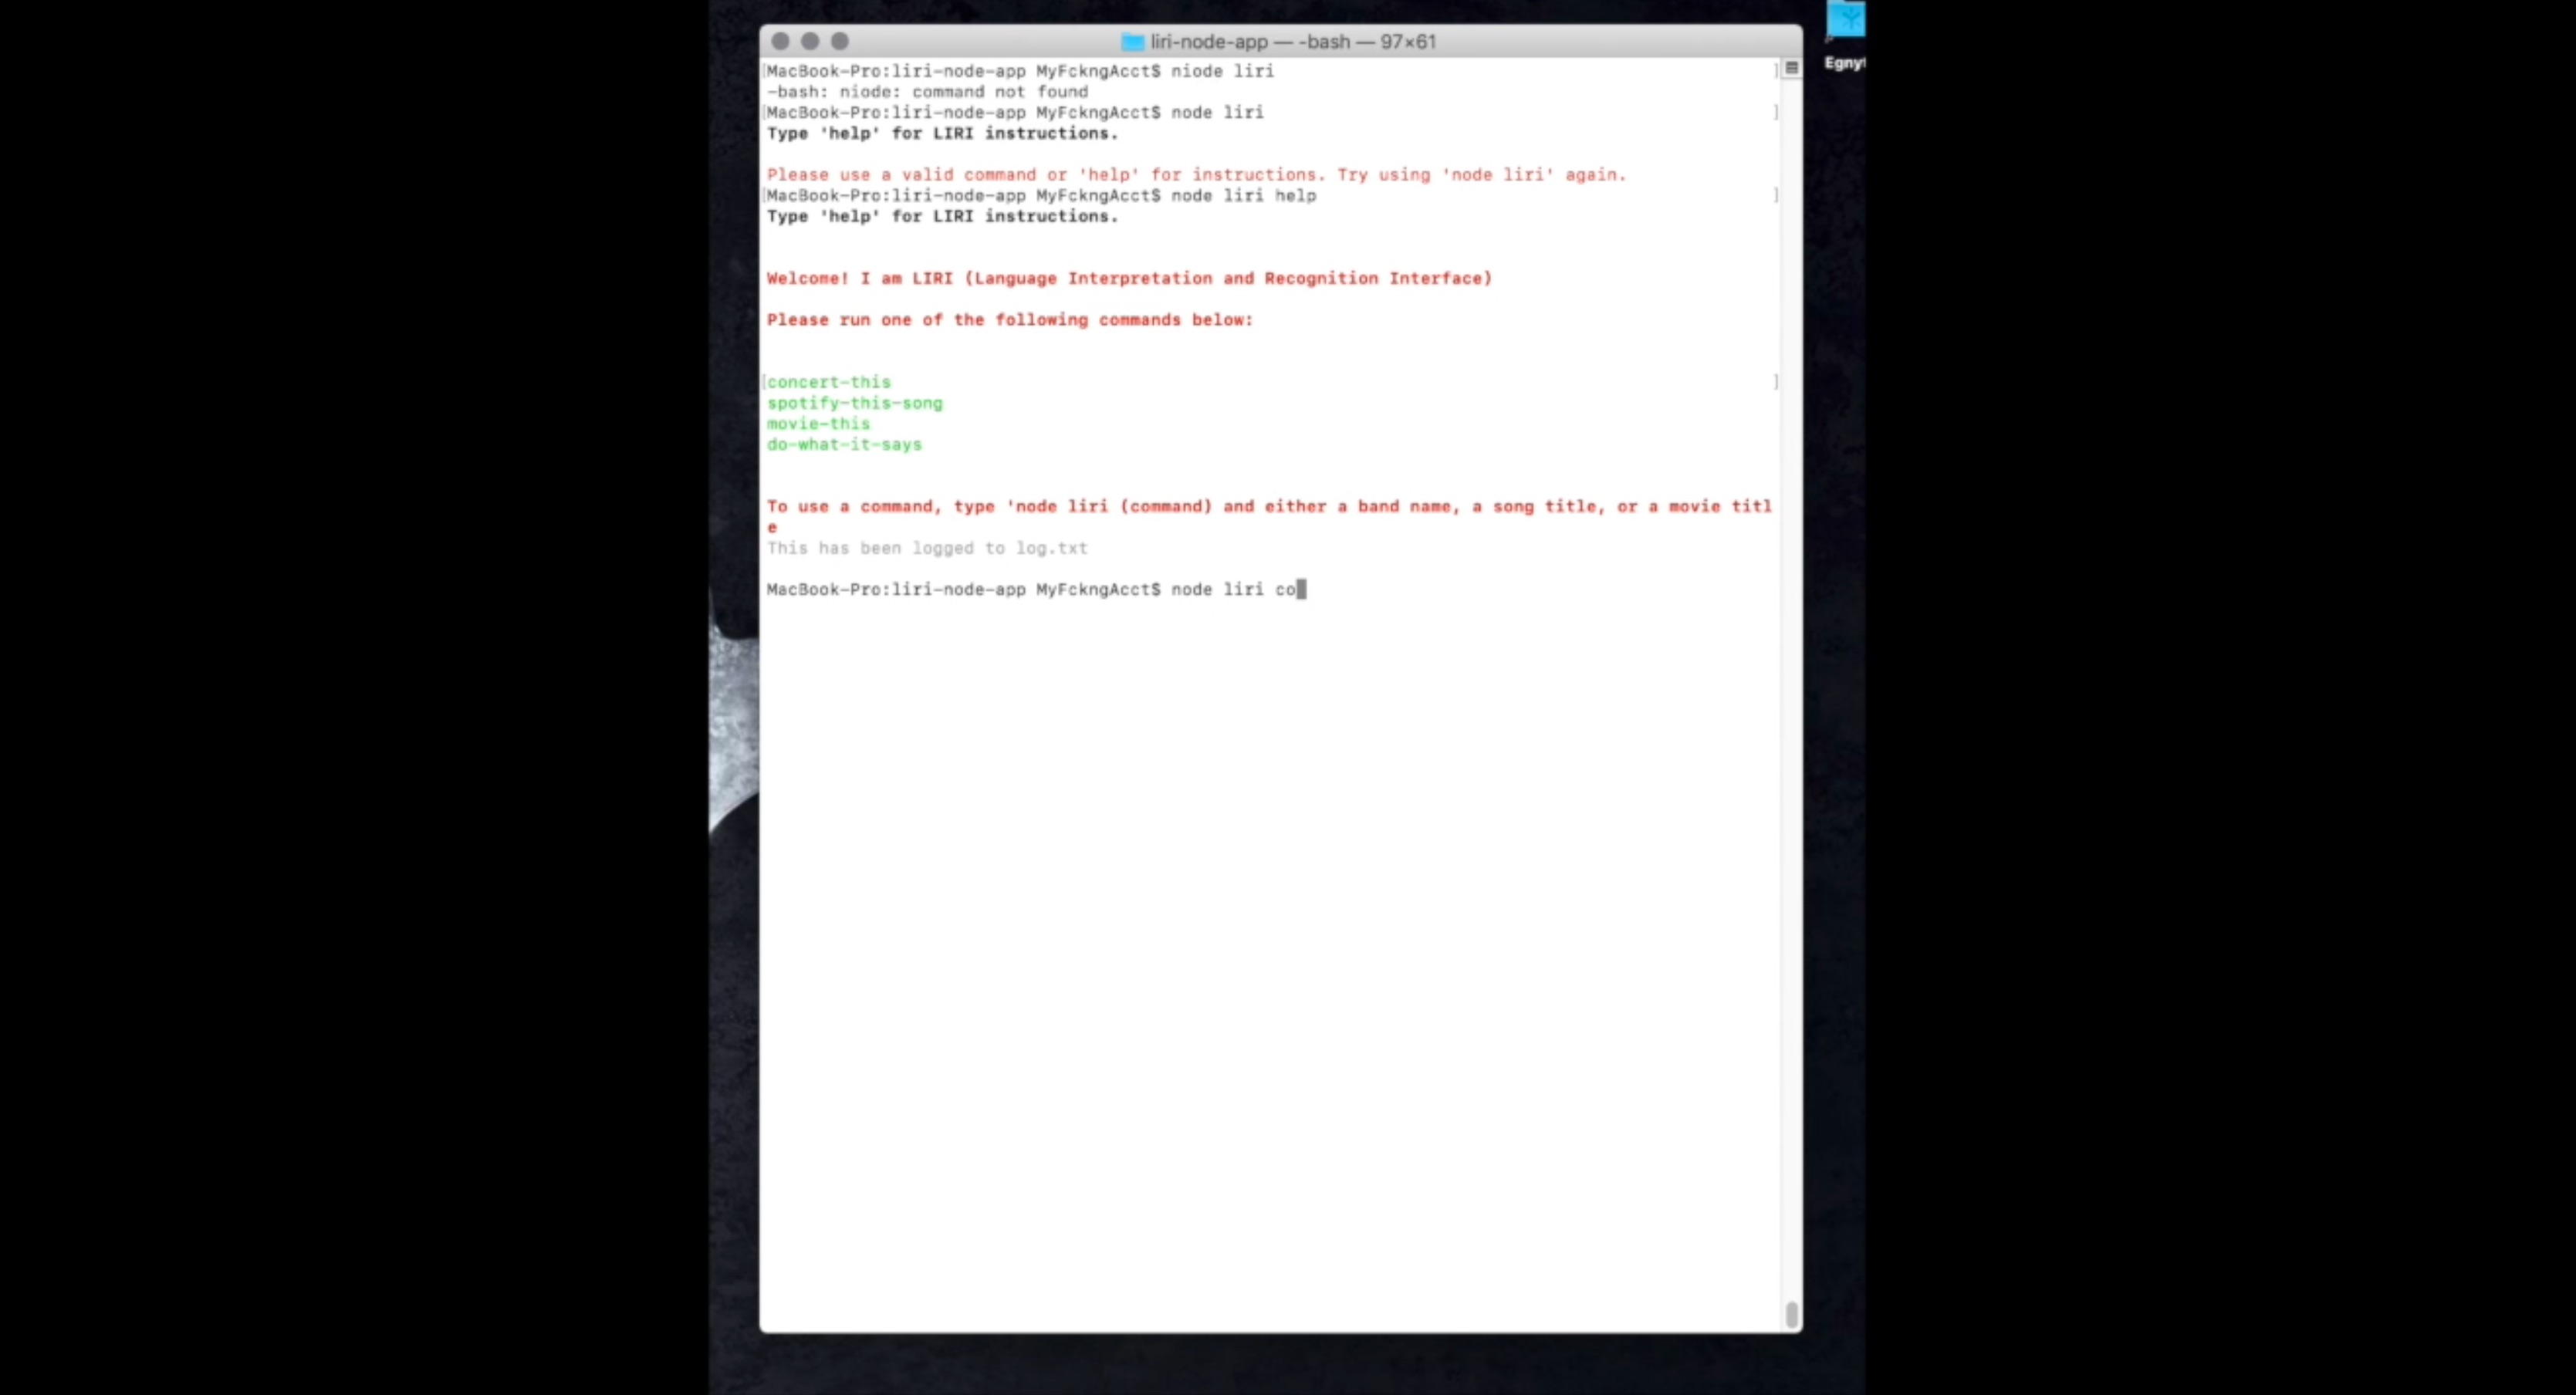 liri-node-app — -bash — 97×61
Egnyt
[MacBook-Pro:liri-node-app MyFckngAcct$ niode liri ]
-bash: niode: command not found
[MacBook-Pro:liri-node-app MyFckngAcct$ node liri ]
Type 'help' for LIRI instructions.
Please use a valid command or 'help' for instructions. Try using 'node liri' again.
[MacBook-Pro:liri-node-app MyFckngAcct$ node liri help ]
Type 'help' for LIRI instructions.
Welcome! I am LIRI (Language Interpretation and Recognition Interface)
Please run one of the following commands below:
[concert-this ]
spotify-this-song
movie-this
do-what-it-says
To use a command, type 'node liri (command) and either a band name, a song title, or a movie titl
e
This has been logged to log.txt
MacBook-Pro:liri-node-app MyFckngAcct$ node liri co